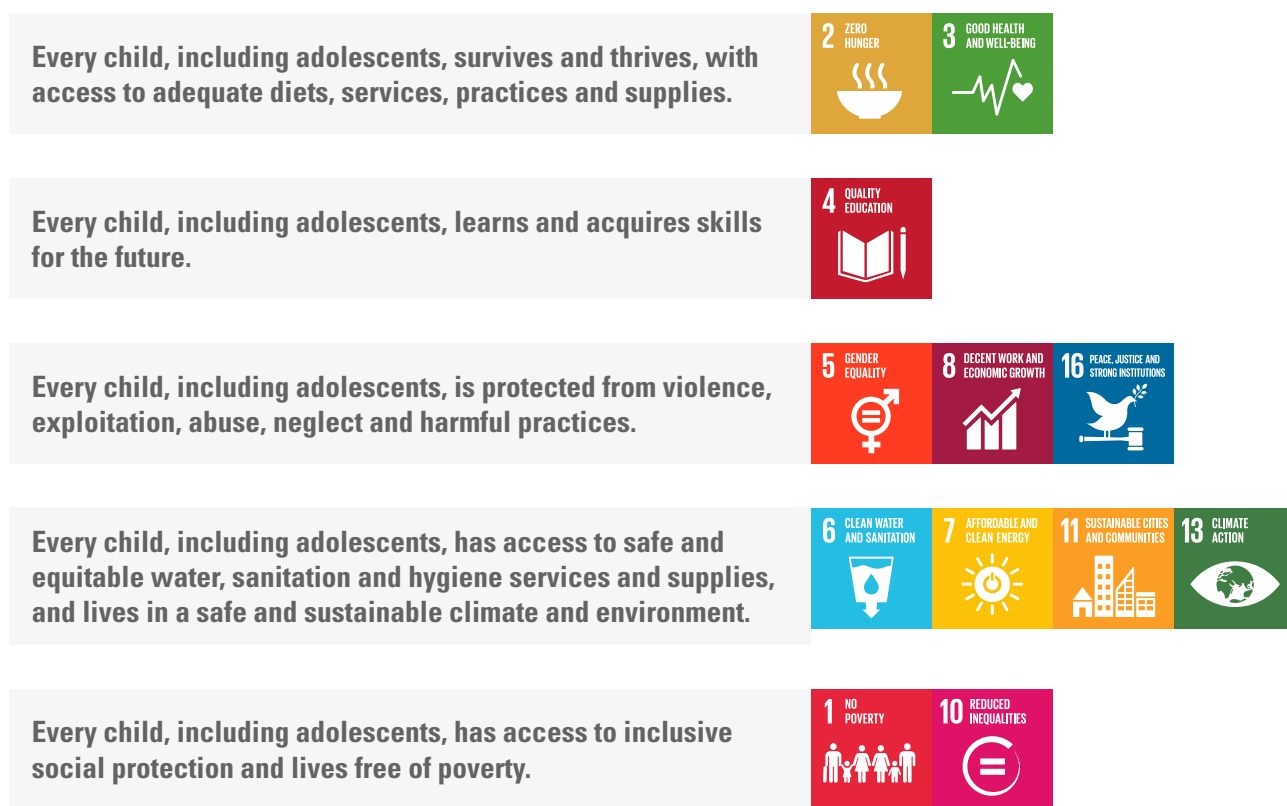 Every child, including adolescents, survives and thrives, with
access to adequate diets, services, practices and supplies.
2 ZERO
HUNGER
3 GOOD HEALTH
AND WELL-BEING
Every child, including adolescents, learns and acquires skills
for the future.
4 QUALITY
EDUCATION
Every child, including adolescents, is protected from violence,
exploitation, abuse, neglect and harmful practices.
5 GENDER
EQUALITY
8 DECENT WORK AND
ECONOMIC GROWTH
16 PEACE, JUSTICE AND
STRONG INSTITUTIONS
Every child, including adolescents, has access to safe and
equitable water, sanitation and hygiene services and supplies,
and lives in a safe and sustainable climate and environment.
6 CLEAN WATER
AND SANITATION
7 AFFORDABLE AND
CLEAN ENERGY
11 SUSTAINABLE CITIES
AND COMMUNITIES
13 CLIMATE
ACTION
Every child, including adolescents, has access to inclusive
social protection and lives free of poverty.
1 NO
POVERTY
10 REDUCED
INEQUALITIES